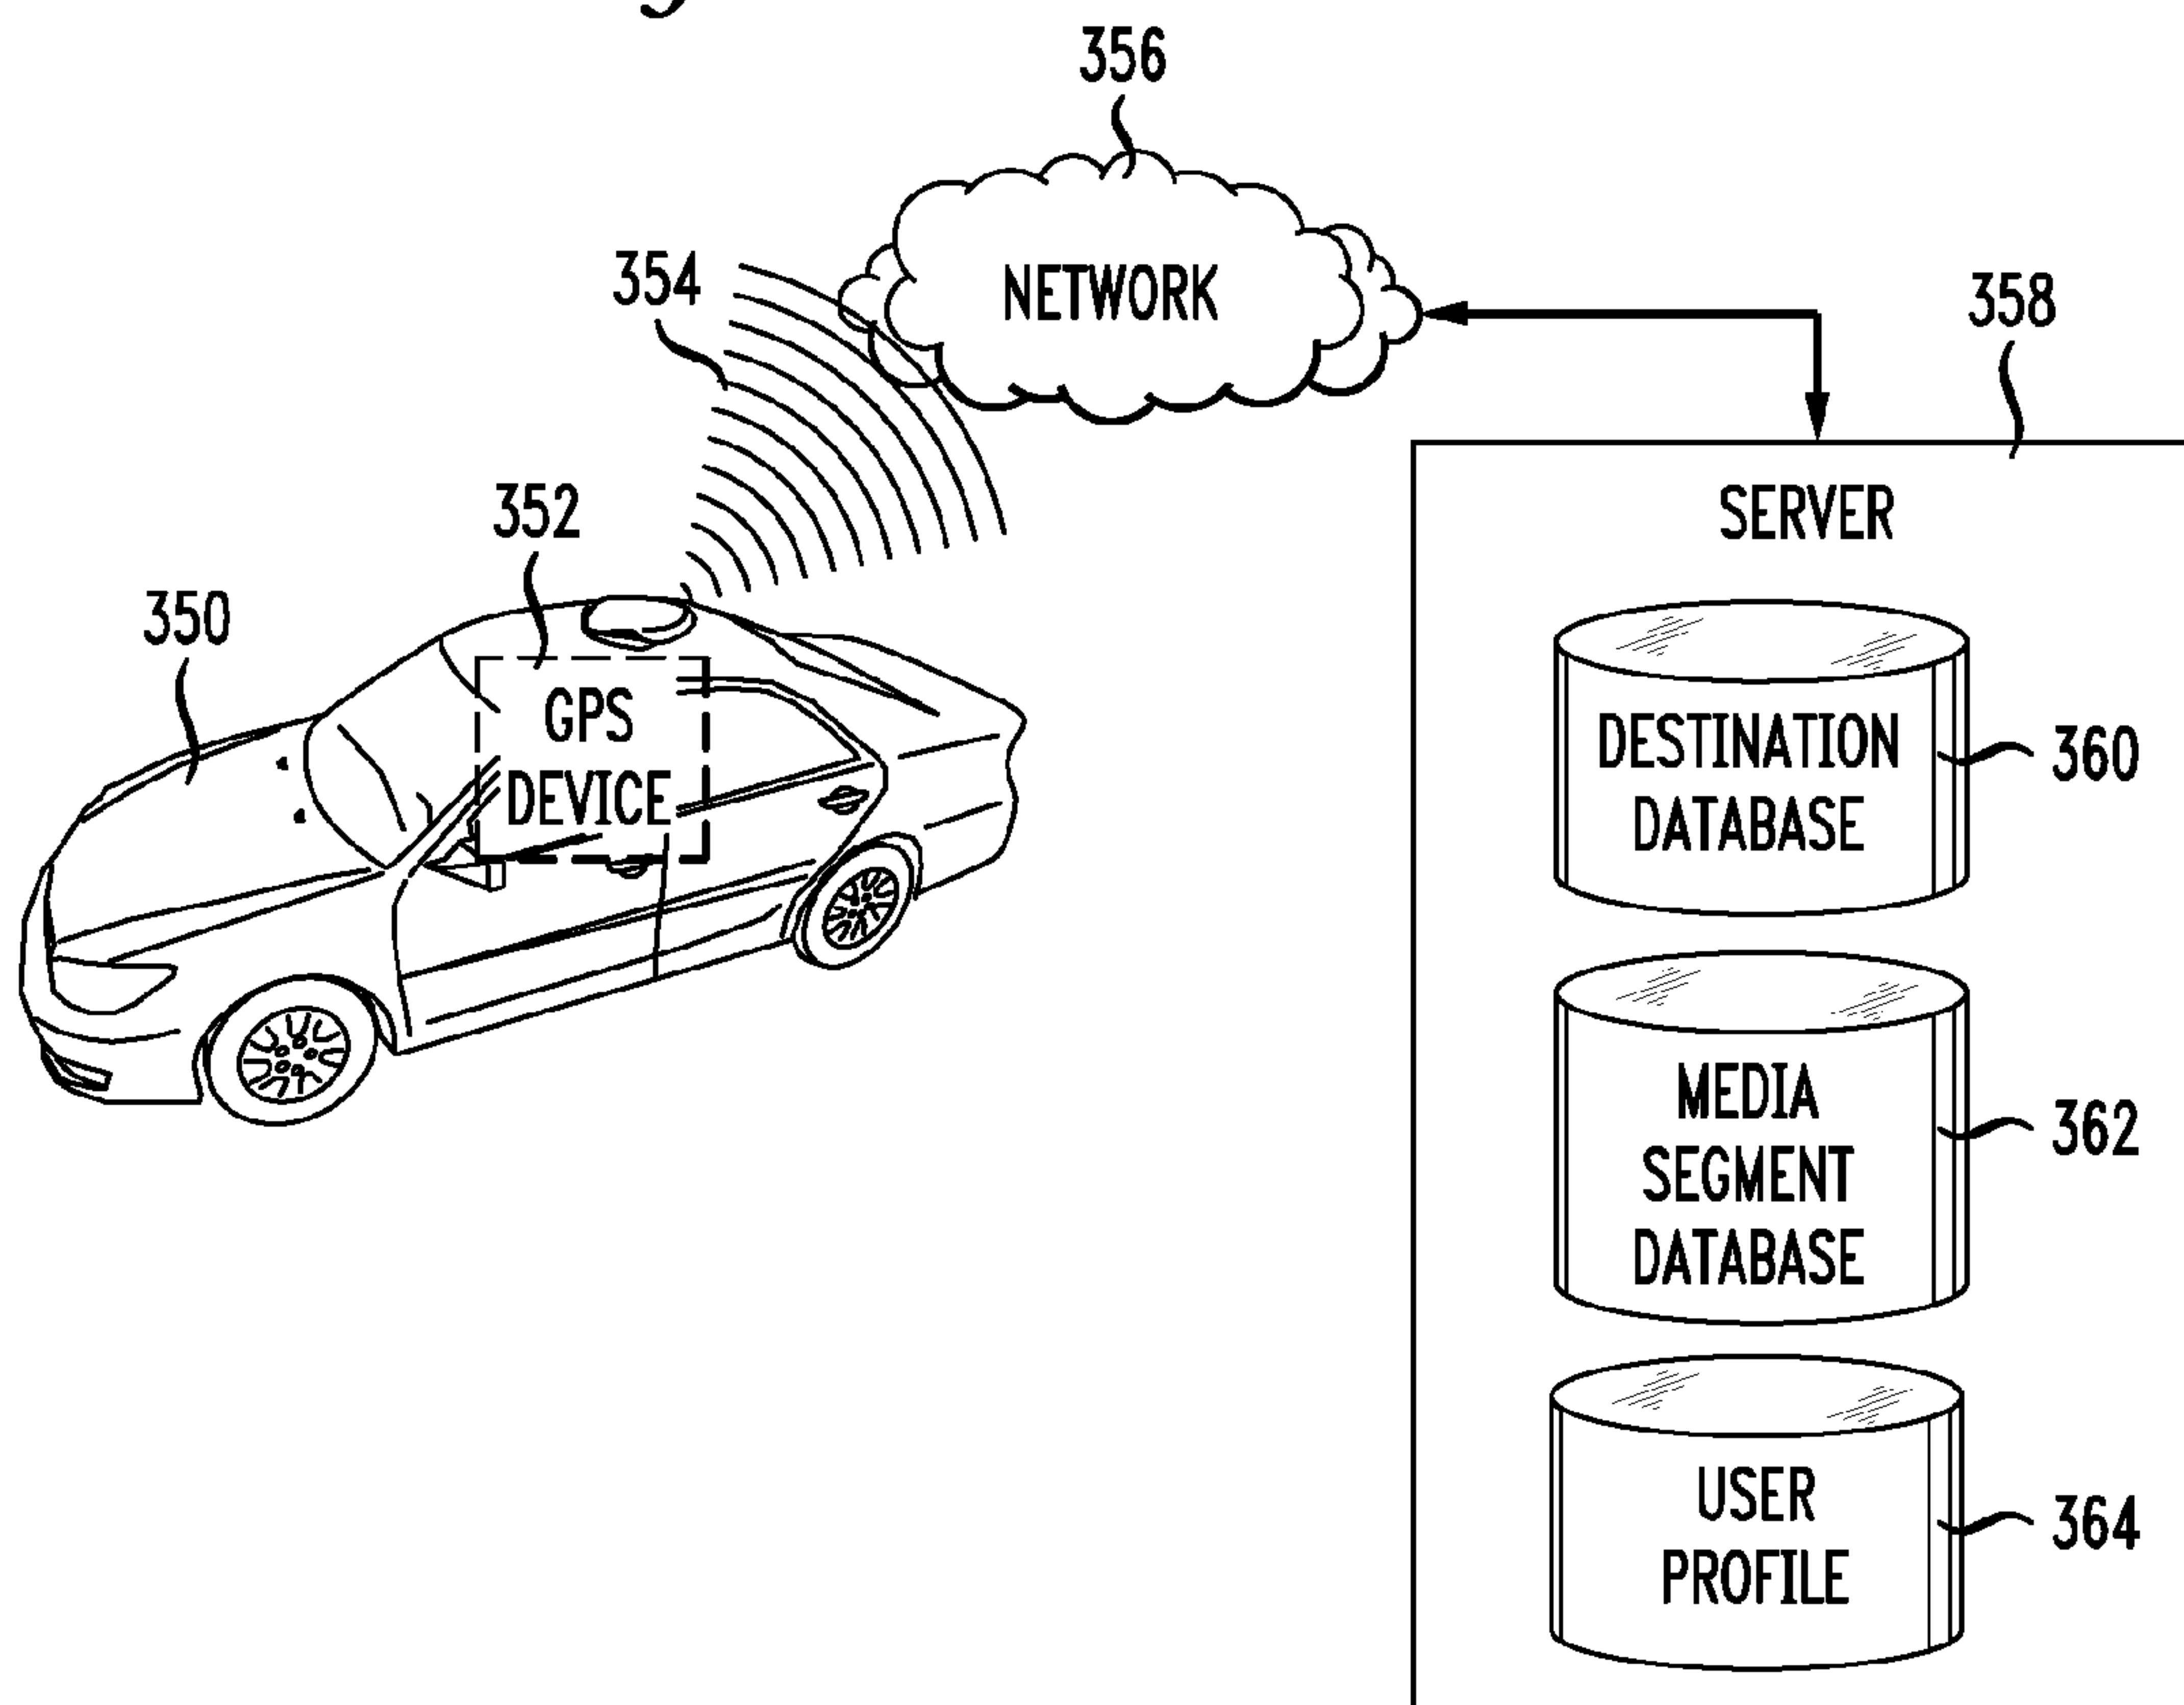 356
NETWORK
354
358
352
SERVER
350
GPS
DEVICE
DESTINATION
DATABASE
360
MEDIA
SEGMENT
DATABASE
362
USER
PROFILE
364